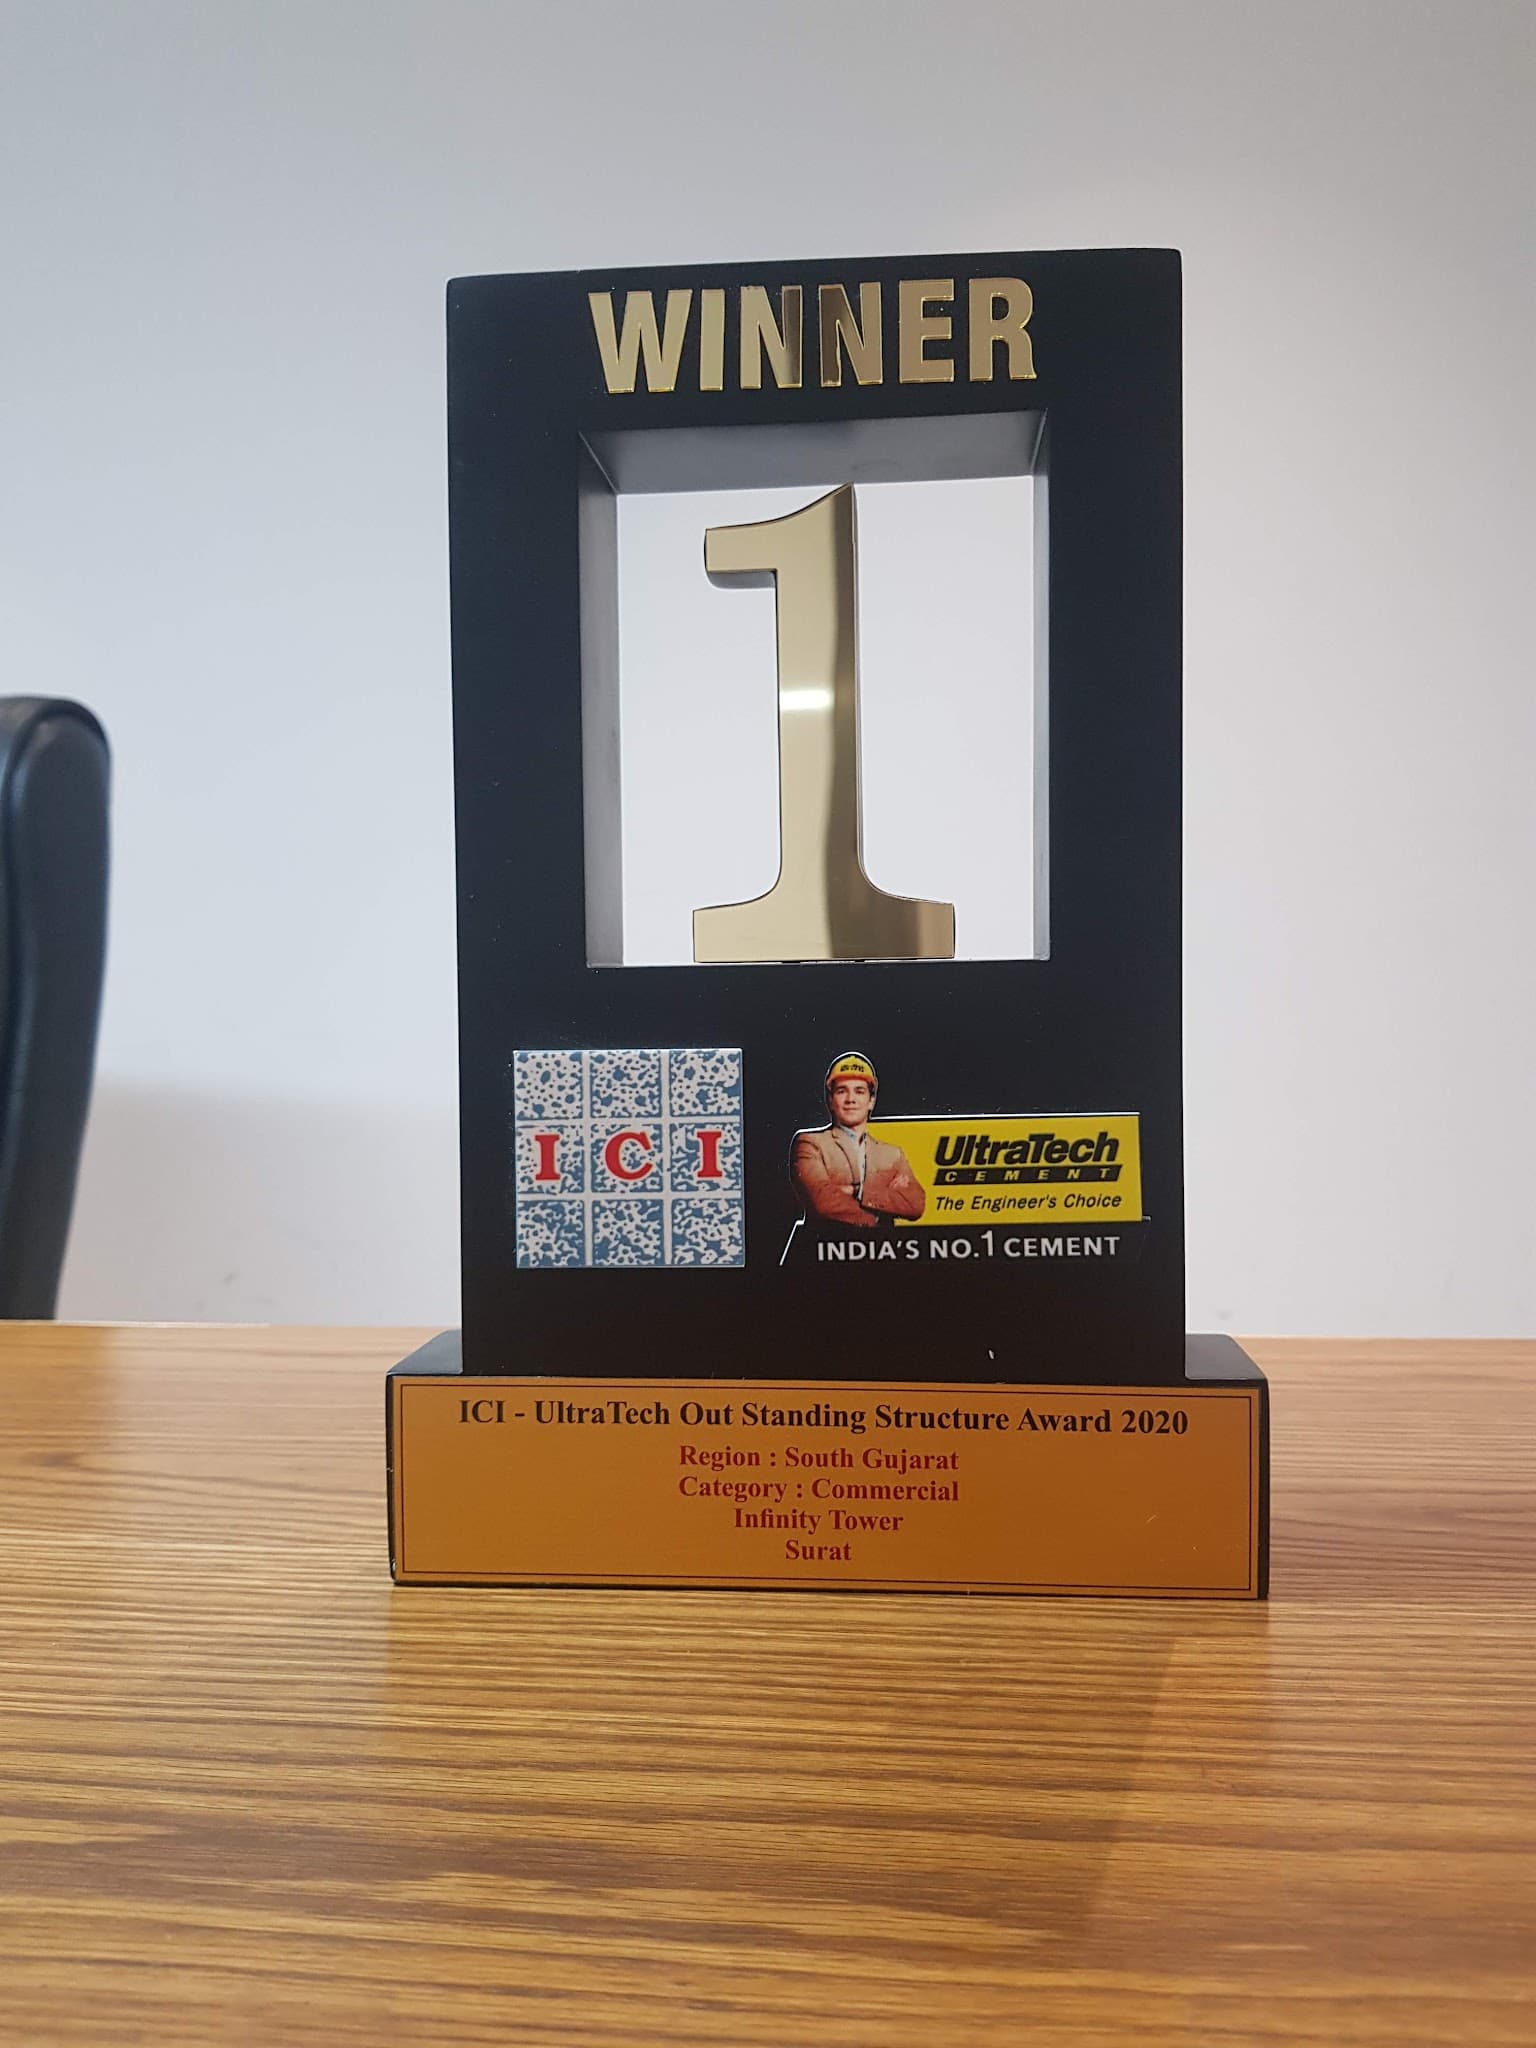 WINNER
1
I C I
UltraTech
CEMENT
The Engineer's Choice
INDIA'S NO.1 CEMENT
ICI - UltraTech Out Standing Structure Award 2020
Region : South Gujarat
Category : Commercial
Infinity Tower
Surat